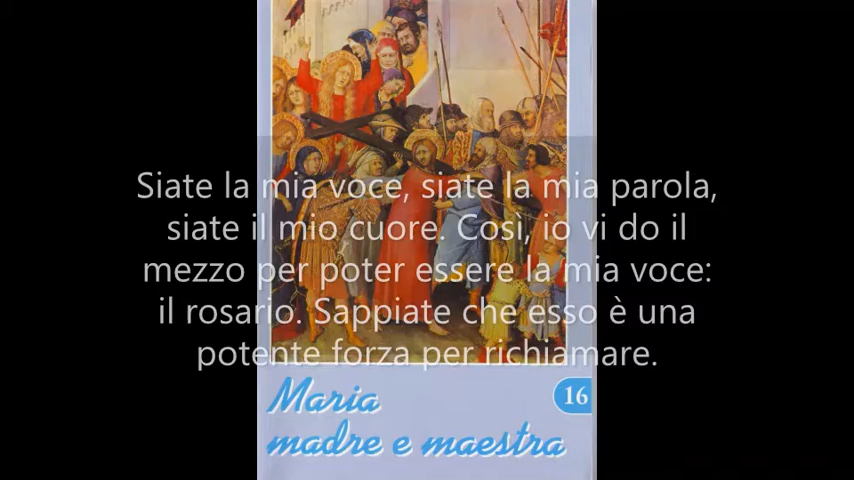 Siate la mia voce, siate la mia parola,
siate il mio cuore. Così, io vi do il
mezzo per poter essere la mia voce:
il rosario. Sappiate che esso è una
potente forza per richiamare.
Maria
16
madre e maestra